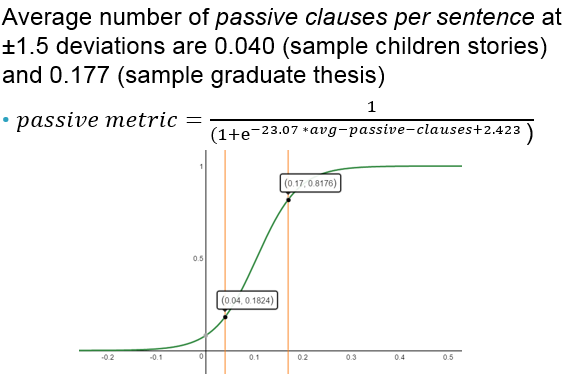 Average number of passive clauses per sentence at
±1.5 deviations are 0.040 (sample children stories)
and 0.177 (sample graduate thesis)
• passive metric = 1/(1+e^−23.07 *avg−passive−clauses+2.423 )
1
(0.17, 0.8176)
0.5
(0.04, 0.1824)
-0.2 -0.1 0 0.1 0.2 0.3 0.4 0.5